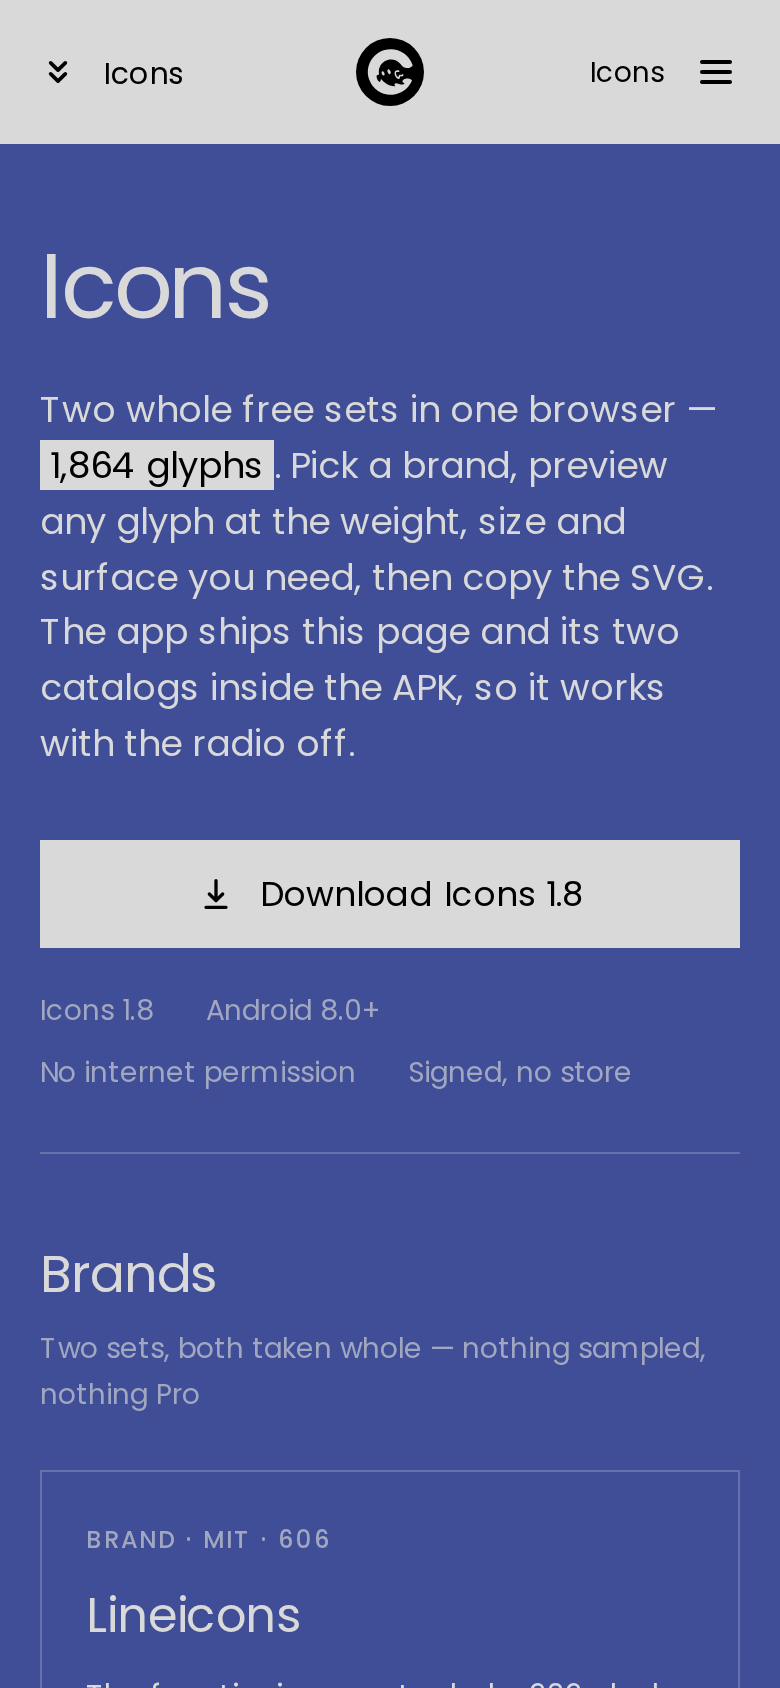 Icons
Icons
Icons
Two whole free sets in one browser —
1,864 glyphs . Pick a brand, preview
any glyph at the weight, size and
surface you need, then copy the SVG.
The app ships this page and its two
catalogs inside the APK, so it works
with the radio off.
Download Icons 1.8
Icons 1.8 Android 8.0+
No internet permission Signed, no store
Brands
Two sets, both taken whole — nothing sampled,
nothing Pro
BRAND · MIT · 606
Lineicons